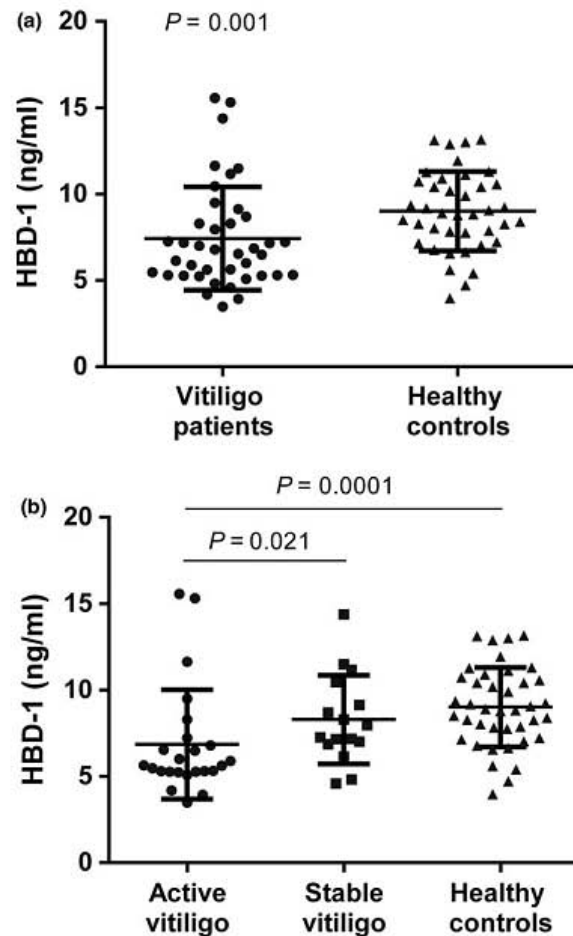 (a)
P = 0.001
20
15
10
5
0
HBD-1 (ng/ml)
Vitiligo
patients
Healthy
controls
(b)
P = 0.0001
P = 0.021
20
15
10
5
0
HBD-1 (ng/ml)
Active
vitiligo
Stable
vitiligo
Healthy
controls